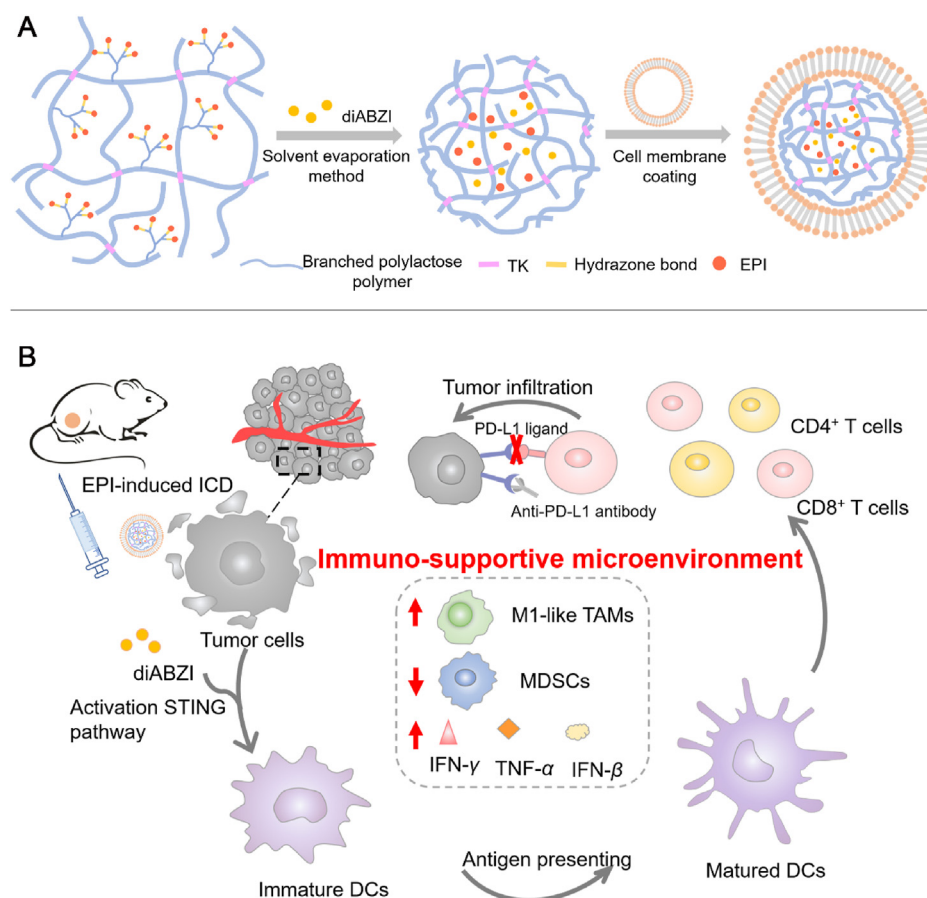 A
diABZI
Solvent evaporation
method
Cell membrane
coating
Branched polylactose
polymer
TK
Hydrazone bond
EPI
B
Tumor infiltration
PD-L1 ligand
CD4⁺ T cells
EPI-induced ICD
Anti-PD-L1 antibody
CD8⁺ T cells
Immuno-supportive microenvironment
M1-like TAMs
Tumor cells
diABZI
MDSCs
Activation STING
pathway
IFN-γ TNF-α IFN-β
Antigen presenting
Matured DCs
Immature DCs